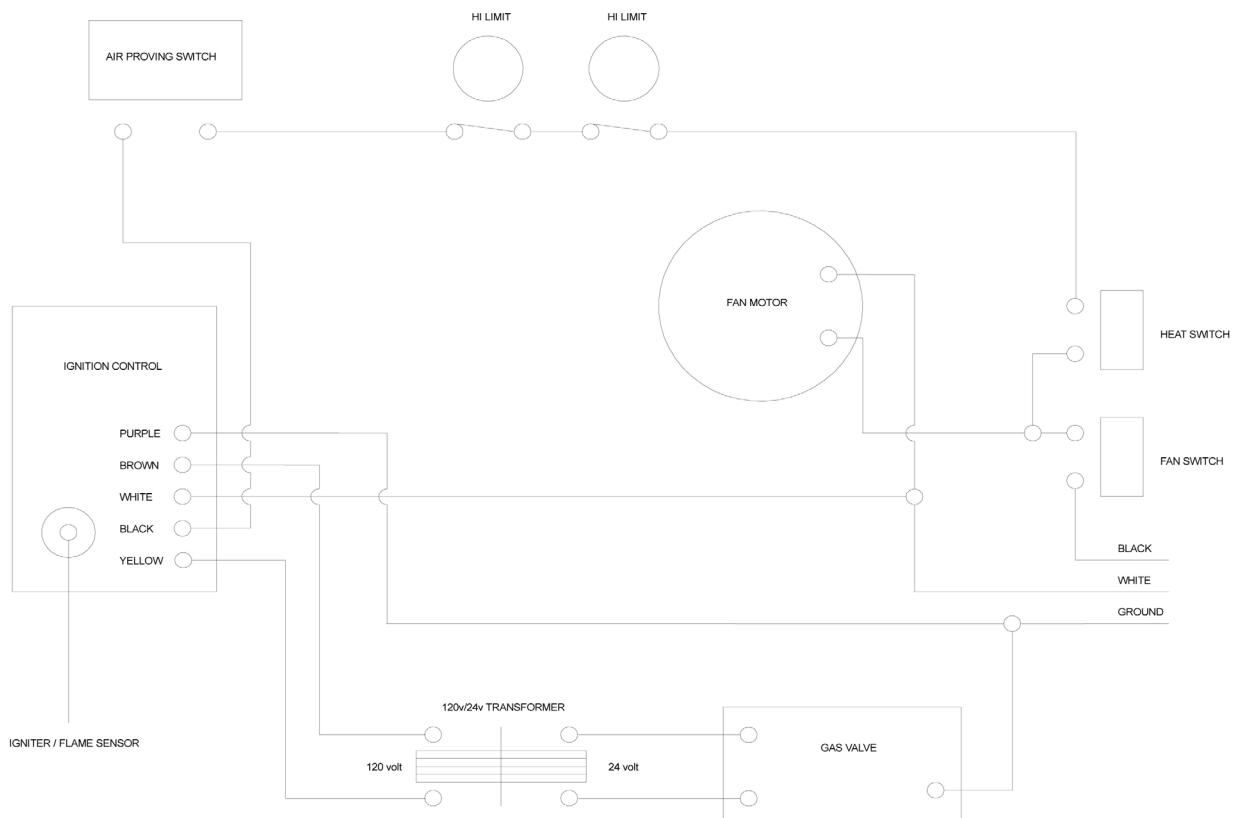 HI LIMIT
HI LIMIT
AIR PROVING SWITCH
FAN MOTOR
HEAT SWITCH
IGNITION CONTROL
PURPLE
BROWN
WHITE
BLACK
YELLOW
FAN SWITCH
BLACK
WHITE
GROUND
IGNITER / FLAME SENSOR
120v/24v TRANSFORMER
120 volt
24 volt
GAS VALVE